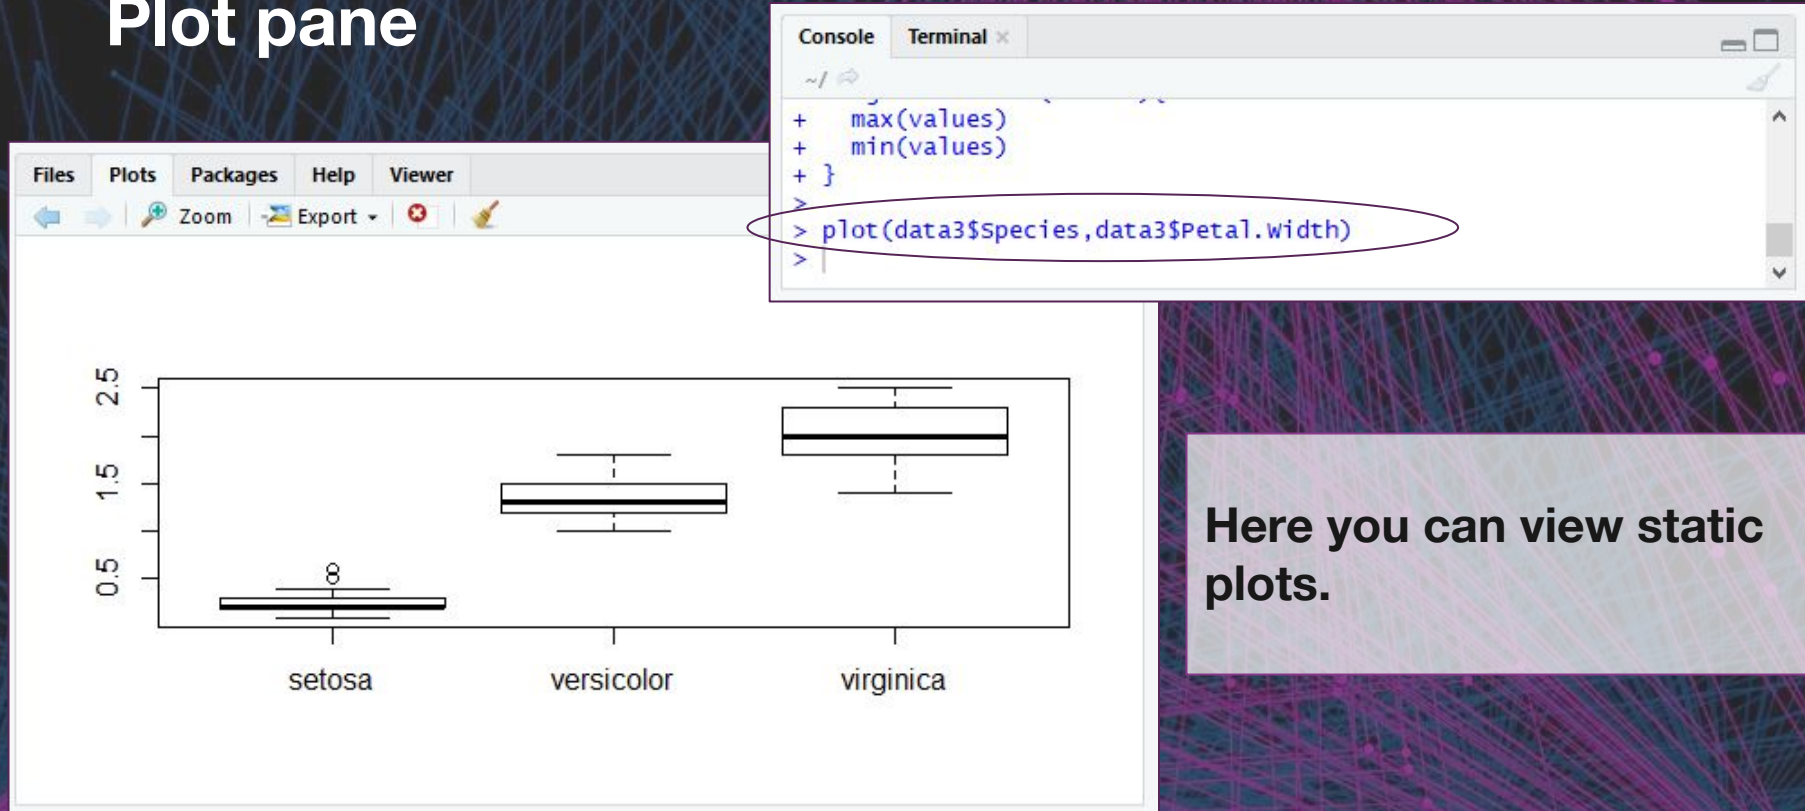 Plot pane
Console Terminal
~/
+ max(values)
+ min(values)
+ }
>
> plot(data3$Species,data3$Petal.Width)
>
Files Plots Packages Help Viewer
Zoom Export
2.5
1.5
0.5
setosa versicolor virginica
Here you can view static
plots.